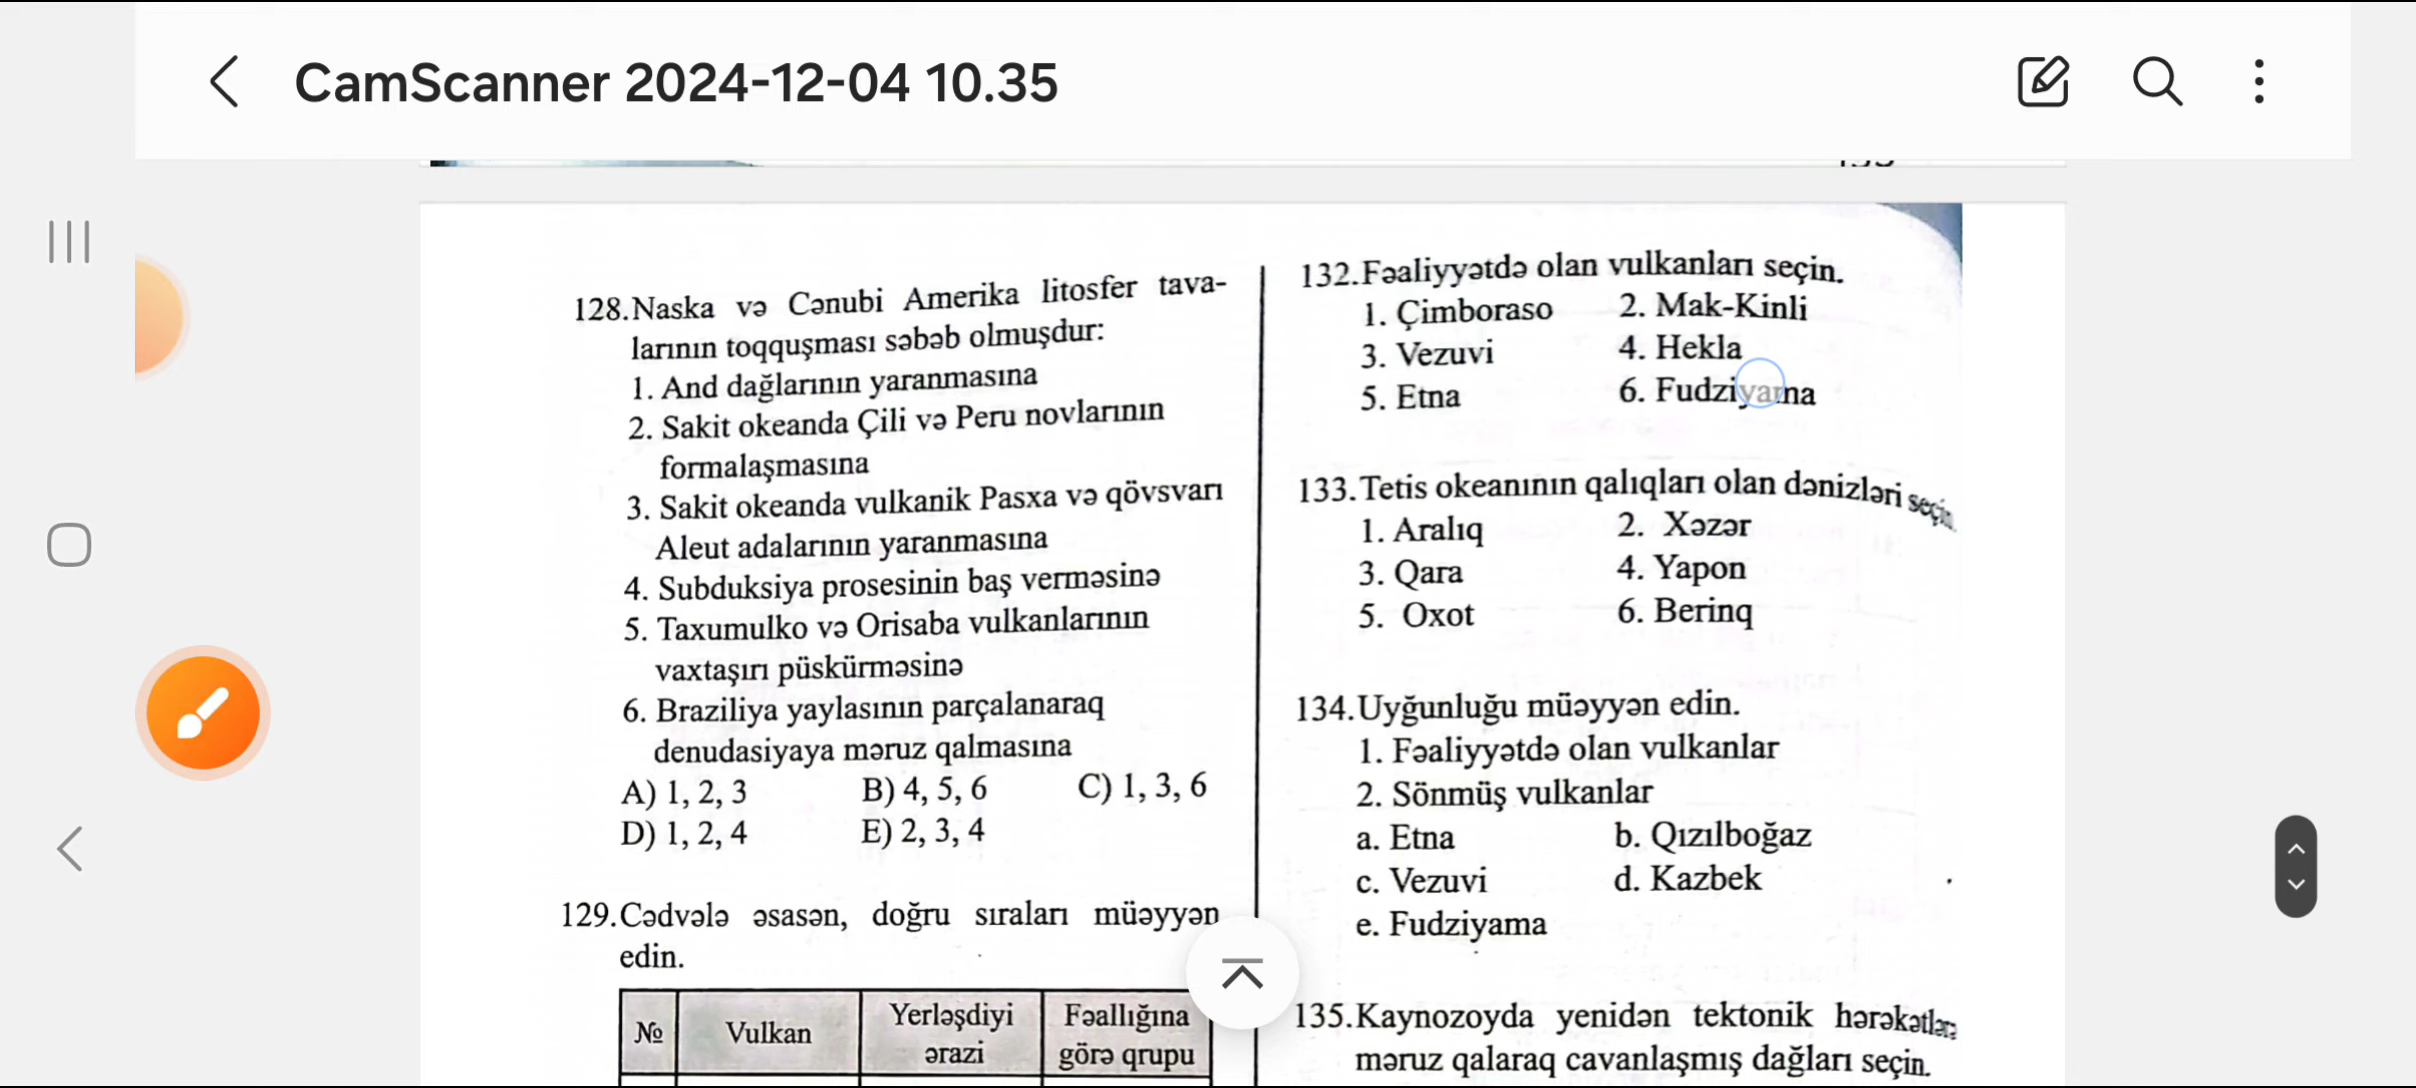 CamScanner 2024-12-04 10.35
128. Naska və Cənubi Amerika litosfer tava-
larının toqquşması səbəb olmuşdur:
1. And dağlarının yaranmasına
2. Sakit okeanda Çili və Peru novlarının
formalaşmasına
3. Sakit okeanda vulkanik Pasxa və qövsvarı
Aleut adalarının yaranmasına
4. Subduksiya prosesinin baş verməsinə
5. Taxumulko və Orisaba vulkanlarının
vaxtaşırı püskürməsinə
6. Braziliya yaylasının parçalanaraq
denudasiyaya məruz qalmasına
A) 1, 2, 3 B) 4, 5, 6 C) 1, 3, 6
D) 1, 2, 4 E) 2, 3, 4
129. Cədvələ əsasən, doğru sıraları müəyyən
edin.
№ Vulkan Yerləşdiyi ərazi Fəallığına görə qrupu
132. Fəaliyyətdə olan vulkanları seçin.
1. Çimboraso 2. Mak-Kinli
3. Vezuvi 4. Hekla
5. Etna 6. Fudziyama
133. Tetis okeanının qalıqları olan dənizləri seçin.
1. Aralıq 2. Xəzər
3. Qara 4. Yapon
5. Oxot 6. Berinq
134. Uyğunluğu müəyyən edin.
1. Fəaliyyətdə olan vulkanlar
2. Sönmüş vulkanlar
a. Etna b. Qızılboğaz
c. Vezuvi d. Kazbek
e. Fudziyama
135. Kaynozoyda yenidən tektonik hərəkətlərə
məruz qalaraq cavanlaşmış dağları seçin.